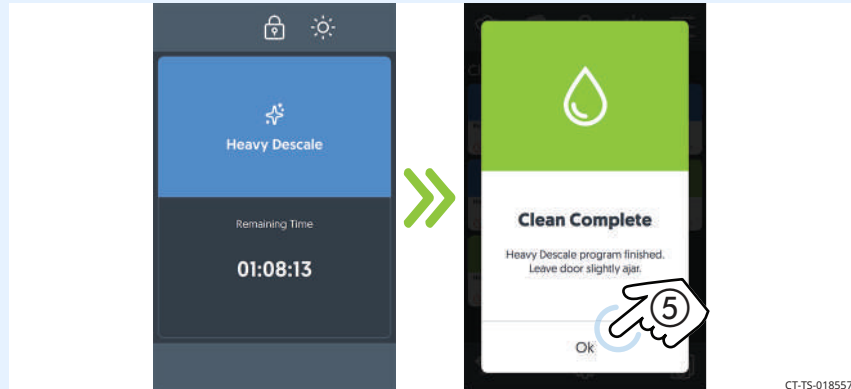 Heavy Descale
Remaining Time
01:08:13
Clean Complete
Heavy Descale program finished.
Leave door slightly ajar.
Ok
5
CT-TS-018557